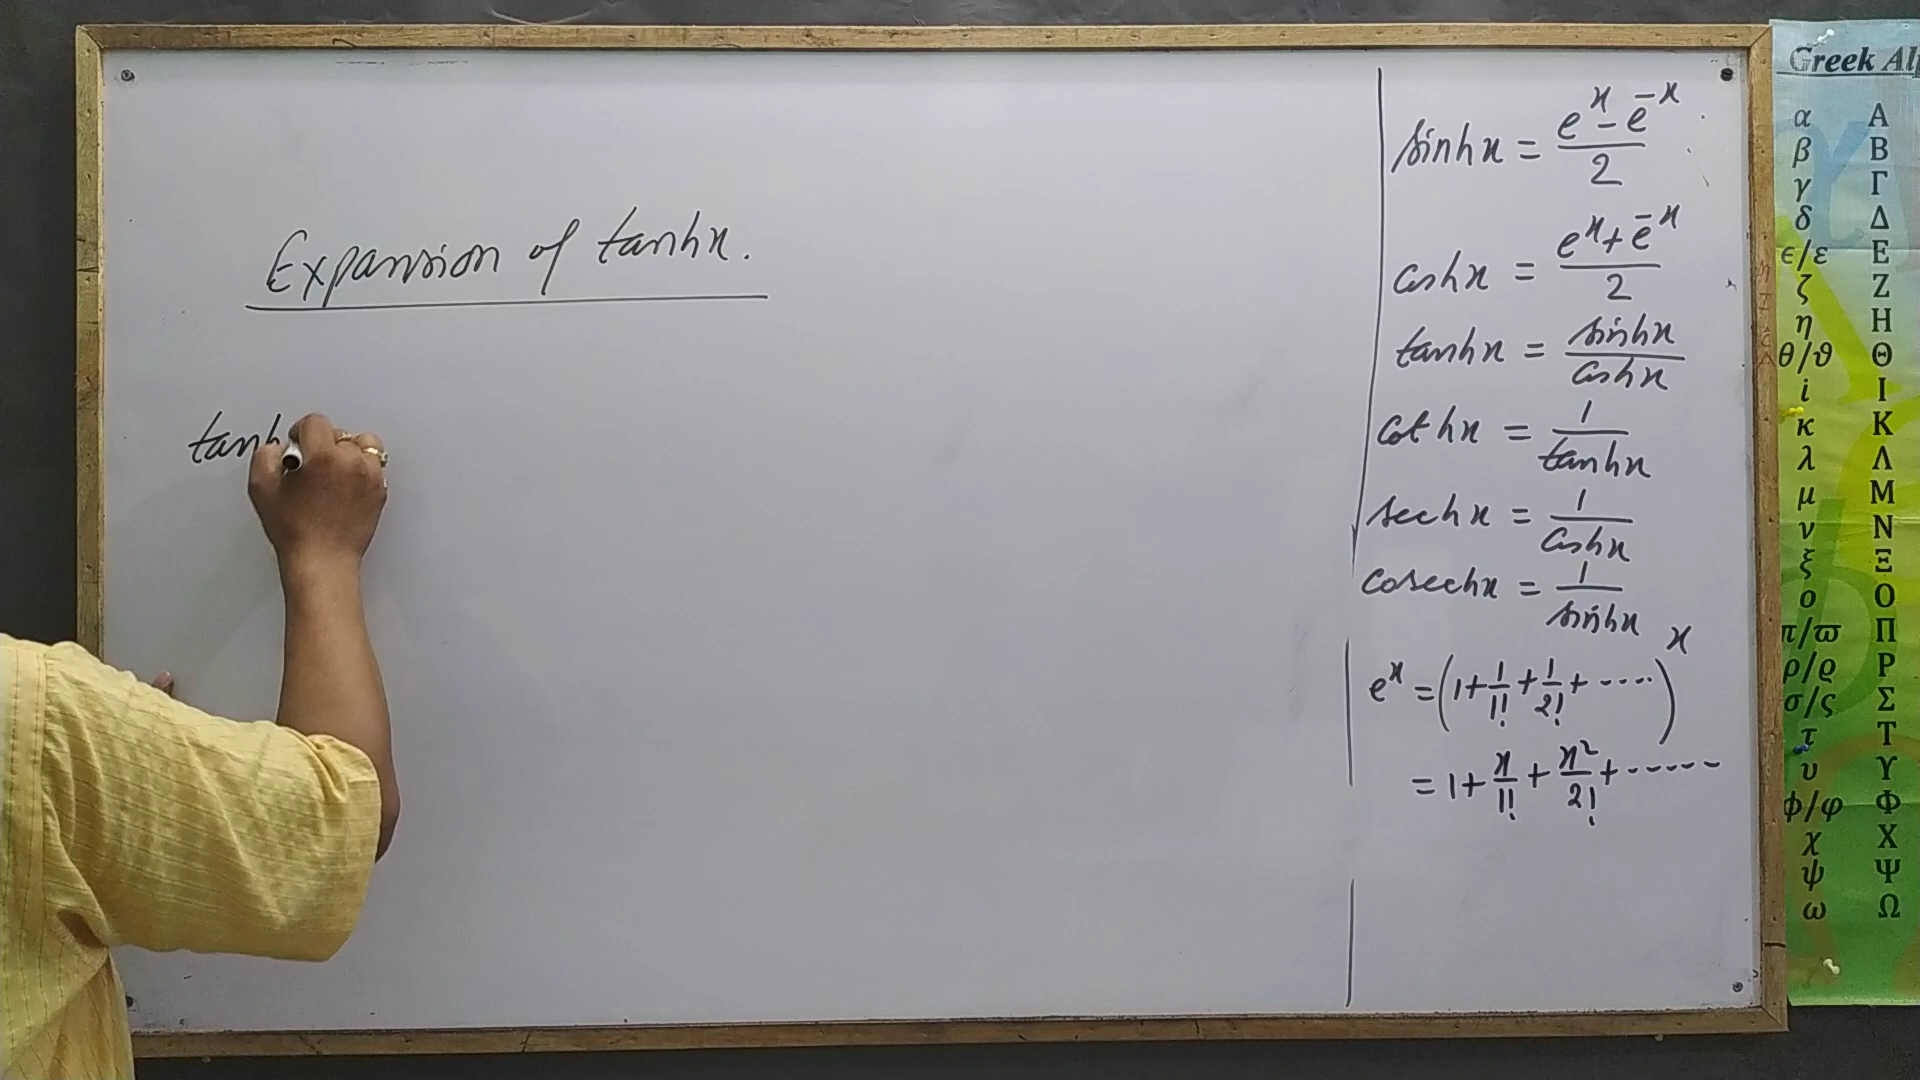 Expansion of tanhx.
tanh
sinhx = (e^x - e^-x)/2
coshx = (e^x + e^-x)/2
tanhx = sinhx/coshx
cothx = 1/tanhx
sechx = 1/coshx
cosechx = 1/sinhx
e^x = (1 + 1/1! + 1/2! + ....)^x
= 1 + x/1! + x²/2! + ......
Greek Al
α Α
β Β
γ Γ
δ Δ
ϵ/ε Ε
ζ Ζ
η Η
θ/ϑ Θ
i Ι
κ Κ
λ Λ
μ Μ
ν Ν
ξ Ξ
ο Ο
π/ϖ Π
ρ/ϱ Ρ
σ/ς Σ
τ Τ
υ Υ
ϕ/φ Φ
χ Χ
ψ Ψ
ω Ω